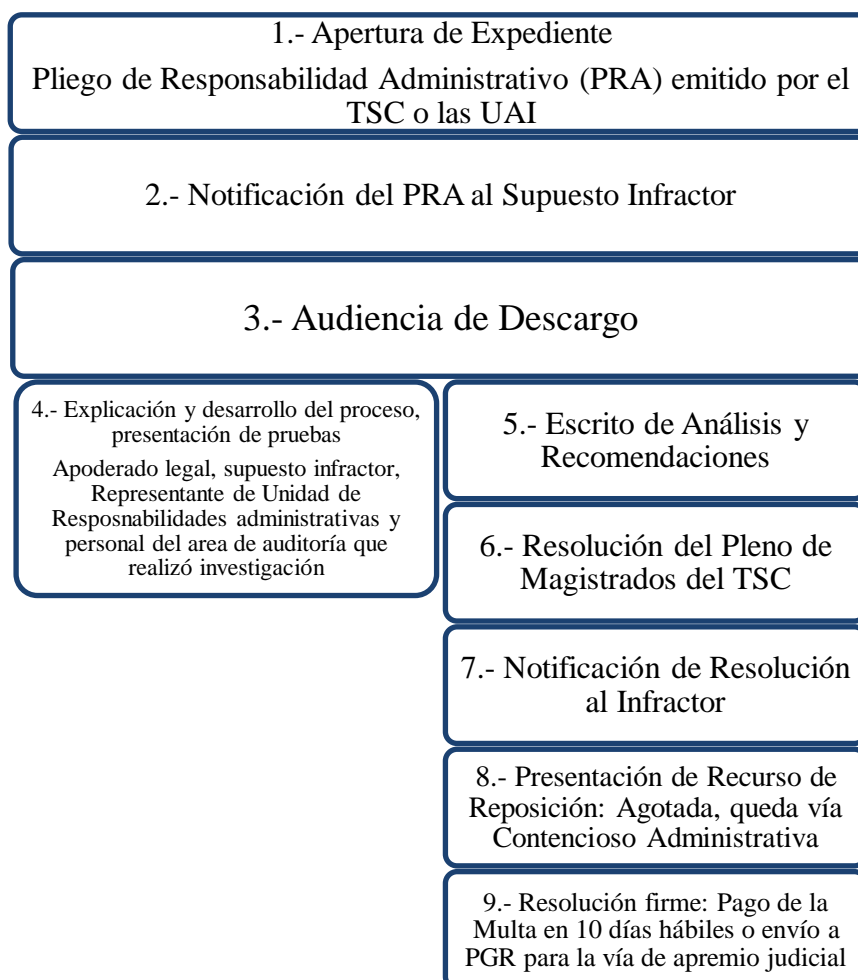 1.- Apertura de Expediente
Pliego de Responsabilidad Administrativo (PRA) emitido por el
TSC o las UAI
2.- Notificación del PRA al Supuesto Infractor
3.- Audiencia de Descargo
4.- Explicación y desarrollo del proceso,
presentación de pruebas
Apoderado legal, supuesto infractor,
Representante de Unidad de
Resposnabilidades administrativas y
personal del area de auditoría que
realizó investigación
5.- Escrito de Análisis y
Recomendaciones
6.- Resolución del Pleno de
Magistrados del TSC
7.- Notificación de Resolución
al Infractor
8.- Presentación de Recurso de
Reposición: Agotada, queda vía
Contencioso Administrativa
9.- Resolución firme: Pago de la
Multa en 10 días hábiles o envío a
PGR para la vía de apremio judicial